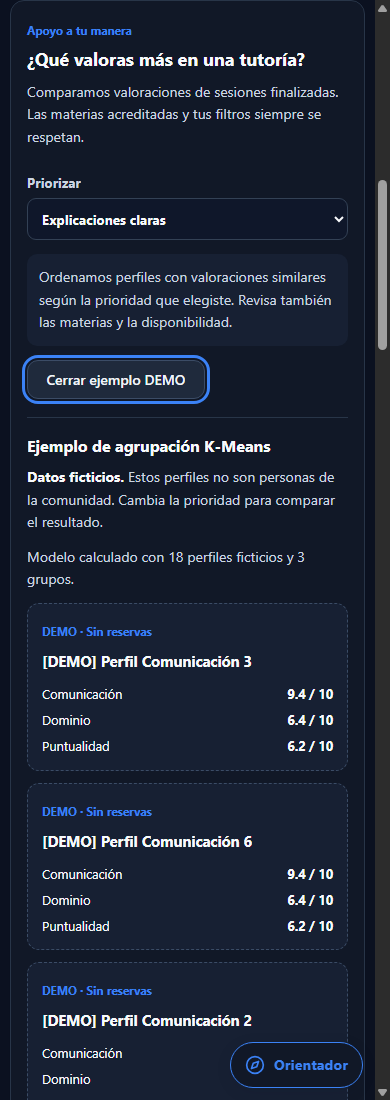 Apoyo a tu manera
¿Qué valoras más en una tutoría?
Comparamos valoraciones de sesiones finalizadas.
Las materias acreditadas y tus filtros siempre se
respetan.
Priorizar
Explicaciones claras
Ordenamos perfiles con valoraciones similares
según la prioridad que elegiste. Revisa también
las materias y la disponibilidad.
Cerrar ejemplo DEMO
Ejemplo de agrupación K-Means
Datos ficticios. Estos perfiles no son personas de
la comunidad. Cambia la prioridad para comparar
el resultado.
Modelo calculado con 18 perfiles ficticios y 3
grupos.
DEMO · Sin reservas
[DEMO] Perfil Comunicación 3
Comunicación 9.4 / 10
Dominio 6.4 / 10
Puntualidad 6.2 / 10
DEMO · Sin reservas
[DEMO] Perfil Comunicación 6
Comunicación 9.4 / 10
Dominio 6.4 / 10
Puntualidad 6.2 / 10
DEMO · Sin reservas
[DEMO] Perfil Comunicación 2
Comunicación
Dominio
Orientador